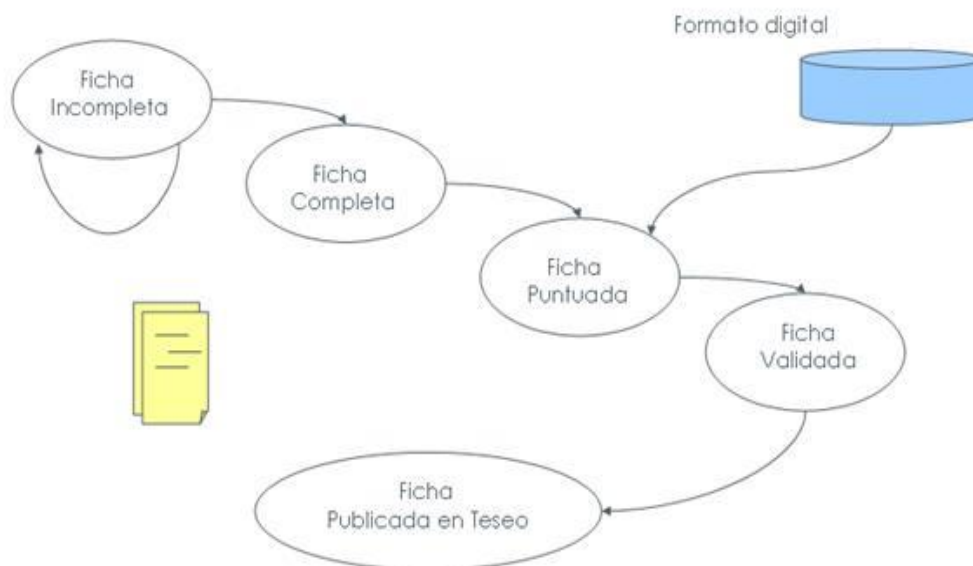 Formato digital
Ficha
Incompleta
Ficha
Completa
Ficha
Puntuada
Ficha
Validada
Ficha
Publicada en Teseo